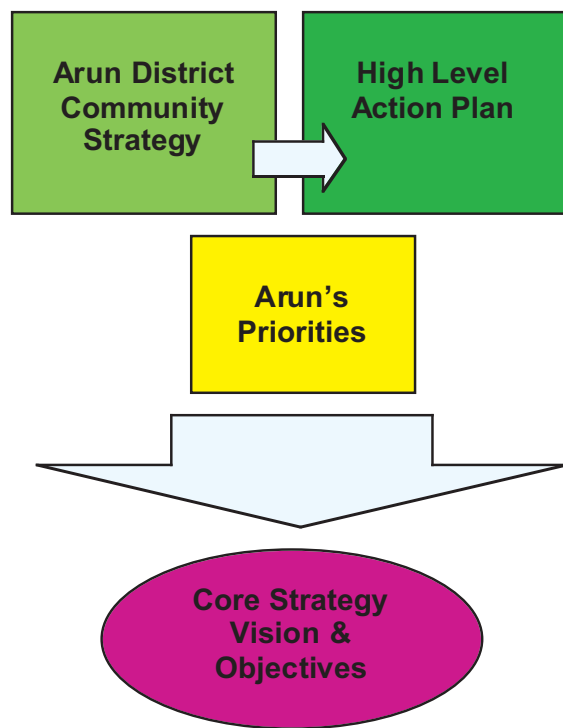 Arun District
Community
Strategy
High Level
Action Plan
Arun’s
Priorities
Core Strategy
Vision &
Objectives